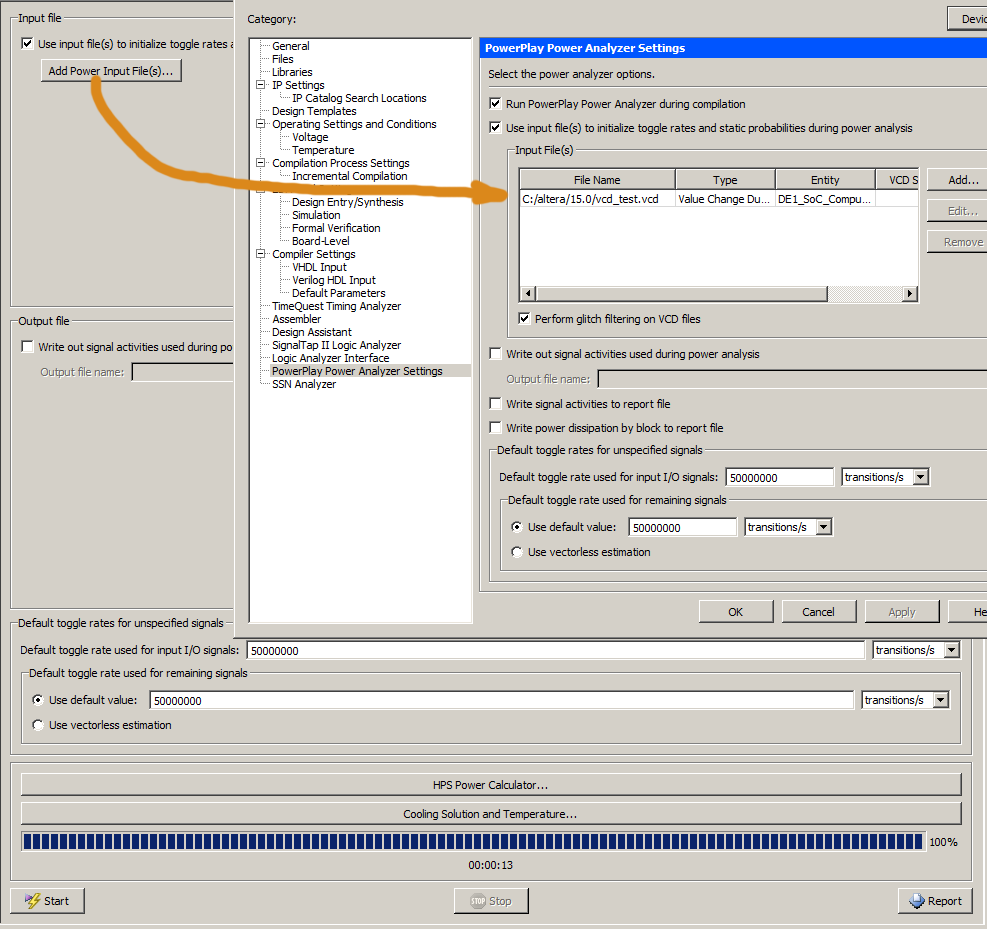 Input file
Use input file(s) to initialize toggle rates
Add Power Input File(s)...
Output file
Write out signal activities used during po
Output file name:
Category:
Devic
General
Files
Libraries
IP Settings
IP Catalog Search Locations
Design Templates
Operating Settings and Conditions
Voltage
Temperature
Compilation Process Settings
Incremental Compilation
Design Entry/Synthesis
Simulation
Formal Verification
Board-Level
Compiler Settings
VHDL Input
Verilog HDL Input
Default Parameters
TimeQuest Timing Analyzer
Assembler
Design Assistant
SignalTap II Logic Analyzer
Logic Analyzer Interface
PowerPlay Power Analyzer Settings
SSN Analyzer
PowerPlay Power Analyzer Settings
Select the power analyzer options.
Run PowerPlay Power Analyzer during compilation
Use input file(s) to initialize toggle rates and static probabilities during power analysis
Input File(s)
File Name Type Entity VCD S
C:/altera/15.0/vcd_test.vcd Value Change Du... DE1_SoC_Compu...
Add...
Edit...
Remove
Perform glitch filtering on VCD files
Write out signal activities used during power analysis
Output file name:
Write signal activities to report file
Write power dissipation by block to report file
Default toggle rates for unspecified signals
Default toggle rate used for input I/O signals: 50000000 transitions/s
Default toggle rate used for remaining signals
Use default value: 50000000 transitions/s
Use vectorless estimation
OK Cancel Apply He
Default toggle rates for unspecified signals
Default toggle rate used for input I/O signals: 50000000 transitions/s
Default toggle rate used for remaining signals
Use default value: 50000000 transitions/s
Use vectorless estimation
HPS Power Calculator...
Cooling Solution and Temperature...
100%
00:00:13
Start STOP Stop Report